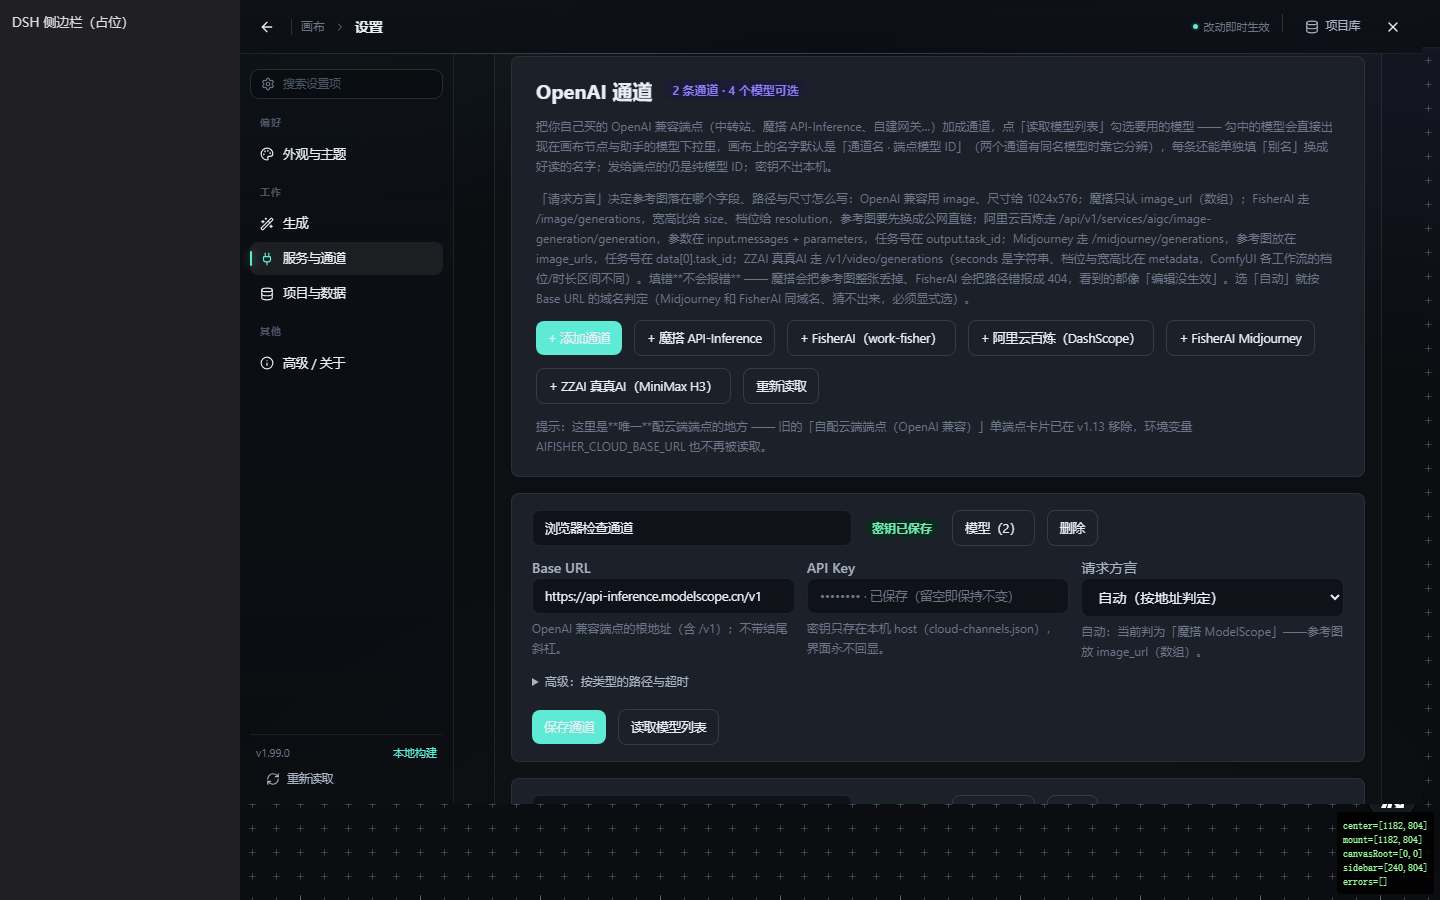 DSH 侧边栏（占位）
画布 › 设置
改动即时生效
项目库
搜索设置项
偏好
外观与主题
工作
生成
服务与通道
项目与数据
其他
高级 / 关于
v1.99.0
本地构建
重新读取
OpenAI 通道
2 条通道 · 4 个模型可选
把你自己买的 OpenAI 兼容端点（中转站、魔搭 API-Inference、自建网关…）加成通道，点「读取模型列表」勾选要用的模型 —— 勾中的模型会直接出
现在画布节点与助手的模型下拉里，画布上的名字默认是「通道名 · 端点模型 ID」（两个通道有同名模型时靠它分辨），每条还能单独填「别名」换成
好读的名字；发给端点的仍是纯模型 ID；密钥不出本机。
「请求方言」决定参考图落在哪个字段、路径与尺寸怎么写：OpenAI 兼容用 image、尺寸给 1024x576；魔搭只认 image_url（数组）；FisherAI 走
/image/generations，宽高比给 size、档位给 resolution，参考图要先换成公网直链；阿里云百炼走 /api/v1/services/aigc/image-
generation/generation，参数在 input.messages + parameters，任务号在 output.task_id；Midjourney 走 /midjourney/generations，参考图放在
image_urls，任务号在 data[0].task_id；ZZAI 真真AI 走 /v1/video/generations（seconds 是字符串、档位与宽高比在 metadata，ComfyUI 各工作流的档
位/时长区间不同）。填错**不会报错** —— 魔搭会把参考图整张丢掉、FisherAI 会把路径错报成 404，看到的都像「编辑没生效」。选「自动」就按
Base URL 的域名判定（Midjourney 和 FisherAI 同域名、猜不出来，必须显式选）。
+ 添加通道
+ 魔搭 API-Inference
+ FisherAI（work-fisher）
+ 阿里云百炼（DashScope）
+ FisherAI Midjourney
+ ZZAI 真真AI（MiniMax H3）
重新读取
提示：这里是**唯一**配云端端点的地方 —— 旧的「自配云端端点（OpenAI 兼容）」单端点卡片已在 v1.13 移除，环境变量
AIFISHER_CLOUD_BASE_URL 也不再被读取。
浏览器检查通道
密钥已保存
模型（2）
删除
Base URL
API Key
请求方言
https://api-inference.modelscope.cn/v1
•••••••• · 已保存（留空即保持不变）
自动（按地址判定）
OpenAI 兼容端点的根地址（含 /v1）；不带结尾
斜杠。
密钥只存在本机 host（cloud-channels.json），
界面永不回显。
自动：当前判为「魔搭 ModelScope」——参考图
放 image_url（数组）。
▶ 高级：按类型的路径与超时
保存通道
读取模型列表
center=[1182,804]
mount=[1182,804]
canvasRoot=[0,0]
sidebar=[240,804]
errors=[]